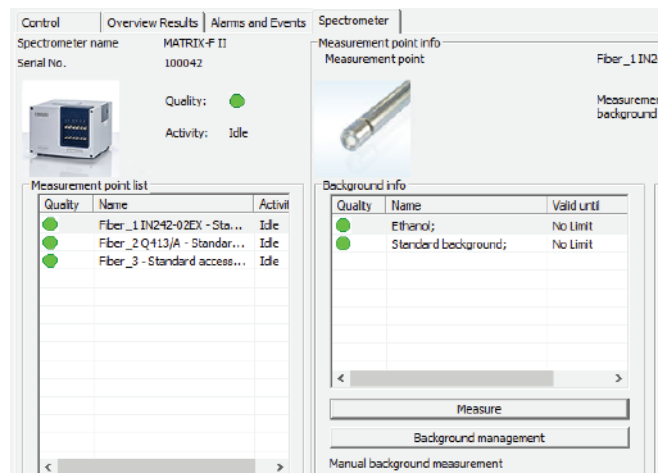 Control Overview Results Alarms and Events Spectrometer
Spectrometer name MATRIX-F II
Serial No. 100042
Quality:
Activity: Idle
Measurement point info
Measurement point Fiber_1 IN2
Measuremen
background
Measurement point list
Quality Name Activit
Fiber_1 IN242-02EX - Sta... Idle
Fiber_2 Q413/A - Standar... Idle
Fiber_3 - Standard access... Idle
Background info
Quality Name Valid until
Ethanol; No Limit
Standard background; No Limit
Measure
Background management
Manual background measurement